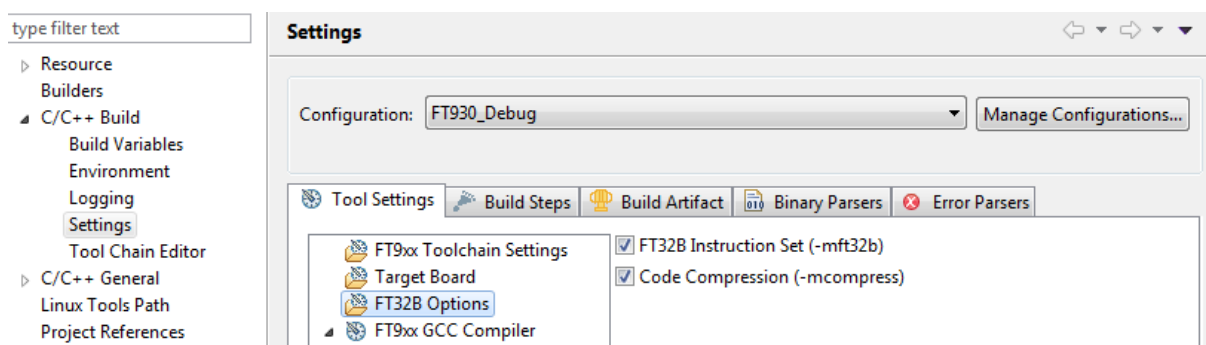 type filter text
Resource
Builders
C/C++ Build
Build Variables
Environment
Logging
Settings
Tool Chain Editor
C/C++ General
Linux Tools Path
Project References
Settings
Configuration: FT930_Debug Manage Configurations...
Tool Settings Build Steps Build Artifact Binary Parsers Error Parsers
FT9xx Toolchain Settings
Target Board
FT32B Options
FT9xx GCC Compiler
FT32B Instruction Set (-mft32b)
Code Compression (-mcompress)